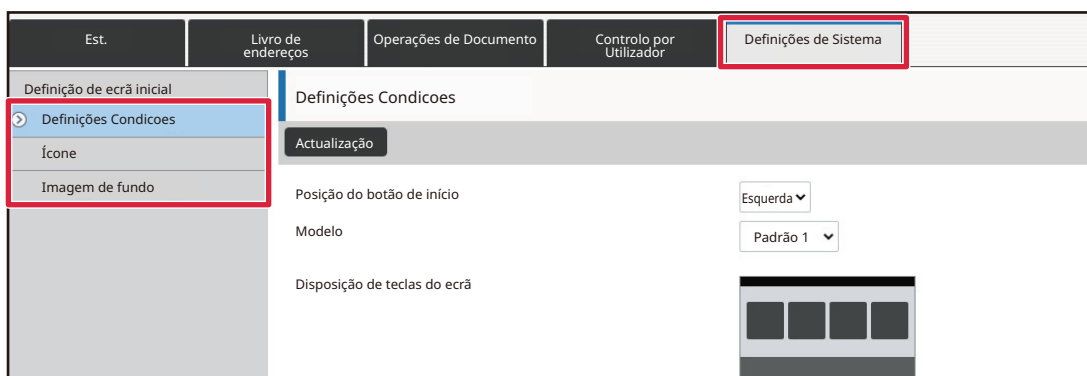 Est.
Livro de
endereços
Operações de Documento
Controlo por
Utilizador
Definições de Sistema
Definição de ecrã inicial
Definições Condicoes
Ícone
Imagem de fundo
Definições Condicoes
Actualização
Posição do botão de início
Esquerda
Modelo
Padrão 1
Disposição de teclas do ecrã